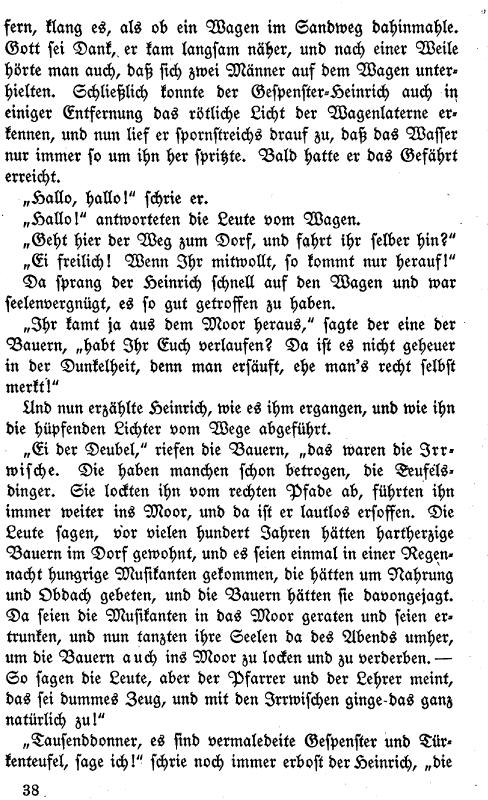 fern, klang es, als ob ein Wagen im Sandweg dahinmahle.
Gott sei Dank, er kam langsam näher, und nach einer Weile
hörte man auch, daß sich zwei Männer auf dem Wagen unter-
hielten. Schließlich konnte der Gespenster-Heinrich auch in
einiger Entfernung das rötliche Licht der Wagenlaterne er-
kennen, und nun lief er spornstreichs drauf zu, daß das Wasser
nur immer so um ihn her spritzte. Bald hatte er das Gefährt
erreicht.
„Hallo, hallo!“ schrie er.
„Hallo!“ antworteten die Leute vom Wagen.
„Geht hier der Weg zum Dorf, und fahrt ihr selber hin?“
„Ei freilich! Wenn Ihr mitwollt, so kommt nur herauf!“
Da sprang der Heinrich schnell auf den Wagen und war
seelenvergnügt, es so gut getroffen zu haben.
„Ihr kamt ja aus dem Moor heraus,“ sagte der eine der
Bauern, „habt Ihr Euch verlaufen? Da ist es nicht geheuer
in der Dunkelheit, denn man ersäuft, ehe man's recht selbst
merkt!“
Und nun erzählte Heinrich, wie es ihm ergangen, und wie ihn
die hüpfenden Lichter vom Wege abgeführt.
„Ei der Deubel,“ riefen die Bauern, „das waren die Irr-
wische. Die haben manchen schon betrogen, die Teufels-
dinger. Sie lockten ihn vom rechten Pfade ab, führten ihn
immer weiter ins Moor, und da ist er lautlos ersoffen. Die
Leute sagen, vor vielen hundert Jahren hätten hartherzige
Bauern im Dorf gewohnt, und es seien einmal in einer Regen-
nacht hungrige Musikanten gekommen, die hätten um Nahrung
und Obdach gebeten, und die Bauern hätten sie davongejagt.
Da seien die Musikanten in das Moor geraten und seien er-
trunken, und nun tanzten ihre Seelen da des Abends umher,
um die Bauern auch ins Moor zu locken und zu verderben. —
So sagen die Leute, aber der Pfarrer und der Lehrer meint,
das sei dummes Zeug, und mit den Irrwischen ginge das ganz
natürlich zu!“
„Tausenddonner, es sind vermaledeite Gespenster und Tür-
kenteufel, sage ich!“ schrie noch immer erbost der Heinrich, „die
38